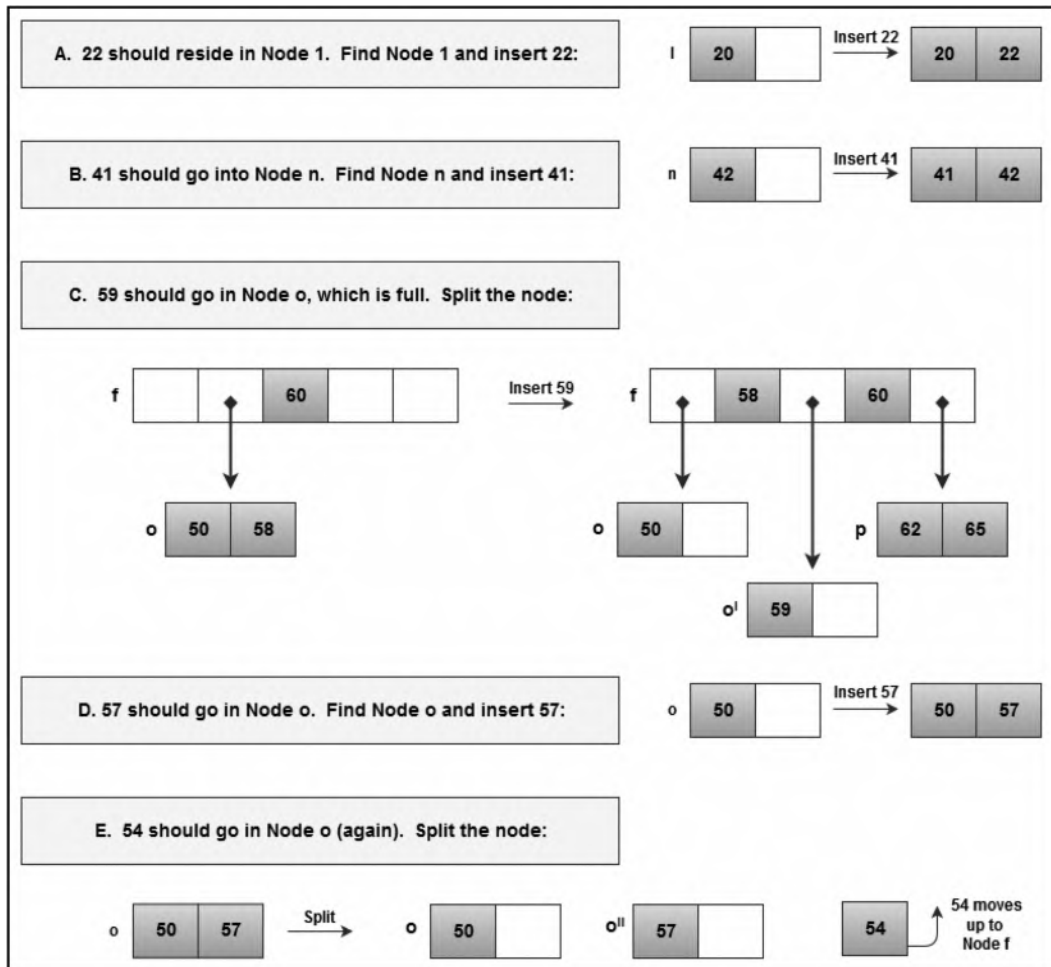 A. 22 should reside in Node 1. Find Node 1 and insert 22:
l 20 Insert 22 20 22
B. 41 should go into Node n. Find Node n and insert 41:
n 42 Insert 41 41 42
C. 59 should go in Node o, which is full. Split the node:
f 60 Insert 59 f 58 60
o 50 58 o 50 p 62 65
oI 59
D. 57 should go in Node o. Find Node o and insert 57:
o 50 Insert 57 50 57
E. 54 should go in Node o (again). Split the node:
o 50 57 Split o 50 oII 57 54
54 moves
up to
Node f